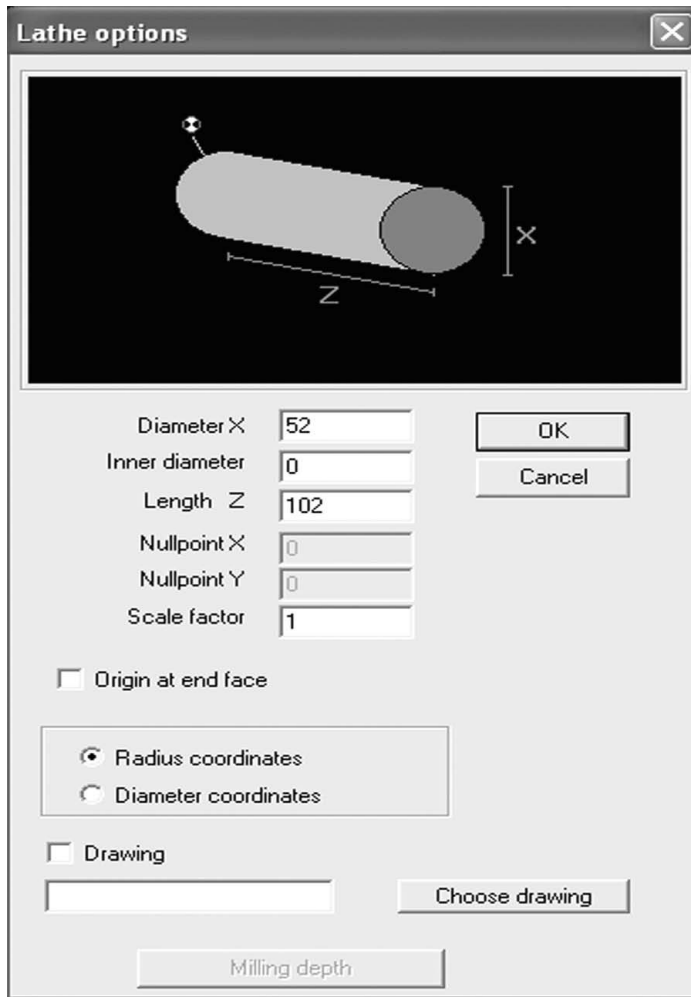 Lathe options
X
Z
Diameter X 52
OK
Inner diameter 0
Cancel
Length Z 102
Nullpoint X 0
Nullpoint Y 0
Scale factor 1
Origin at end face
Radius coordinates
Diameter coordinates
Drawing
Choose drawing
Milling depth